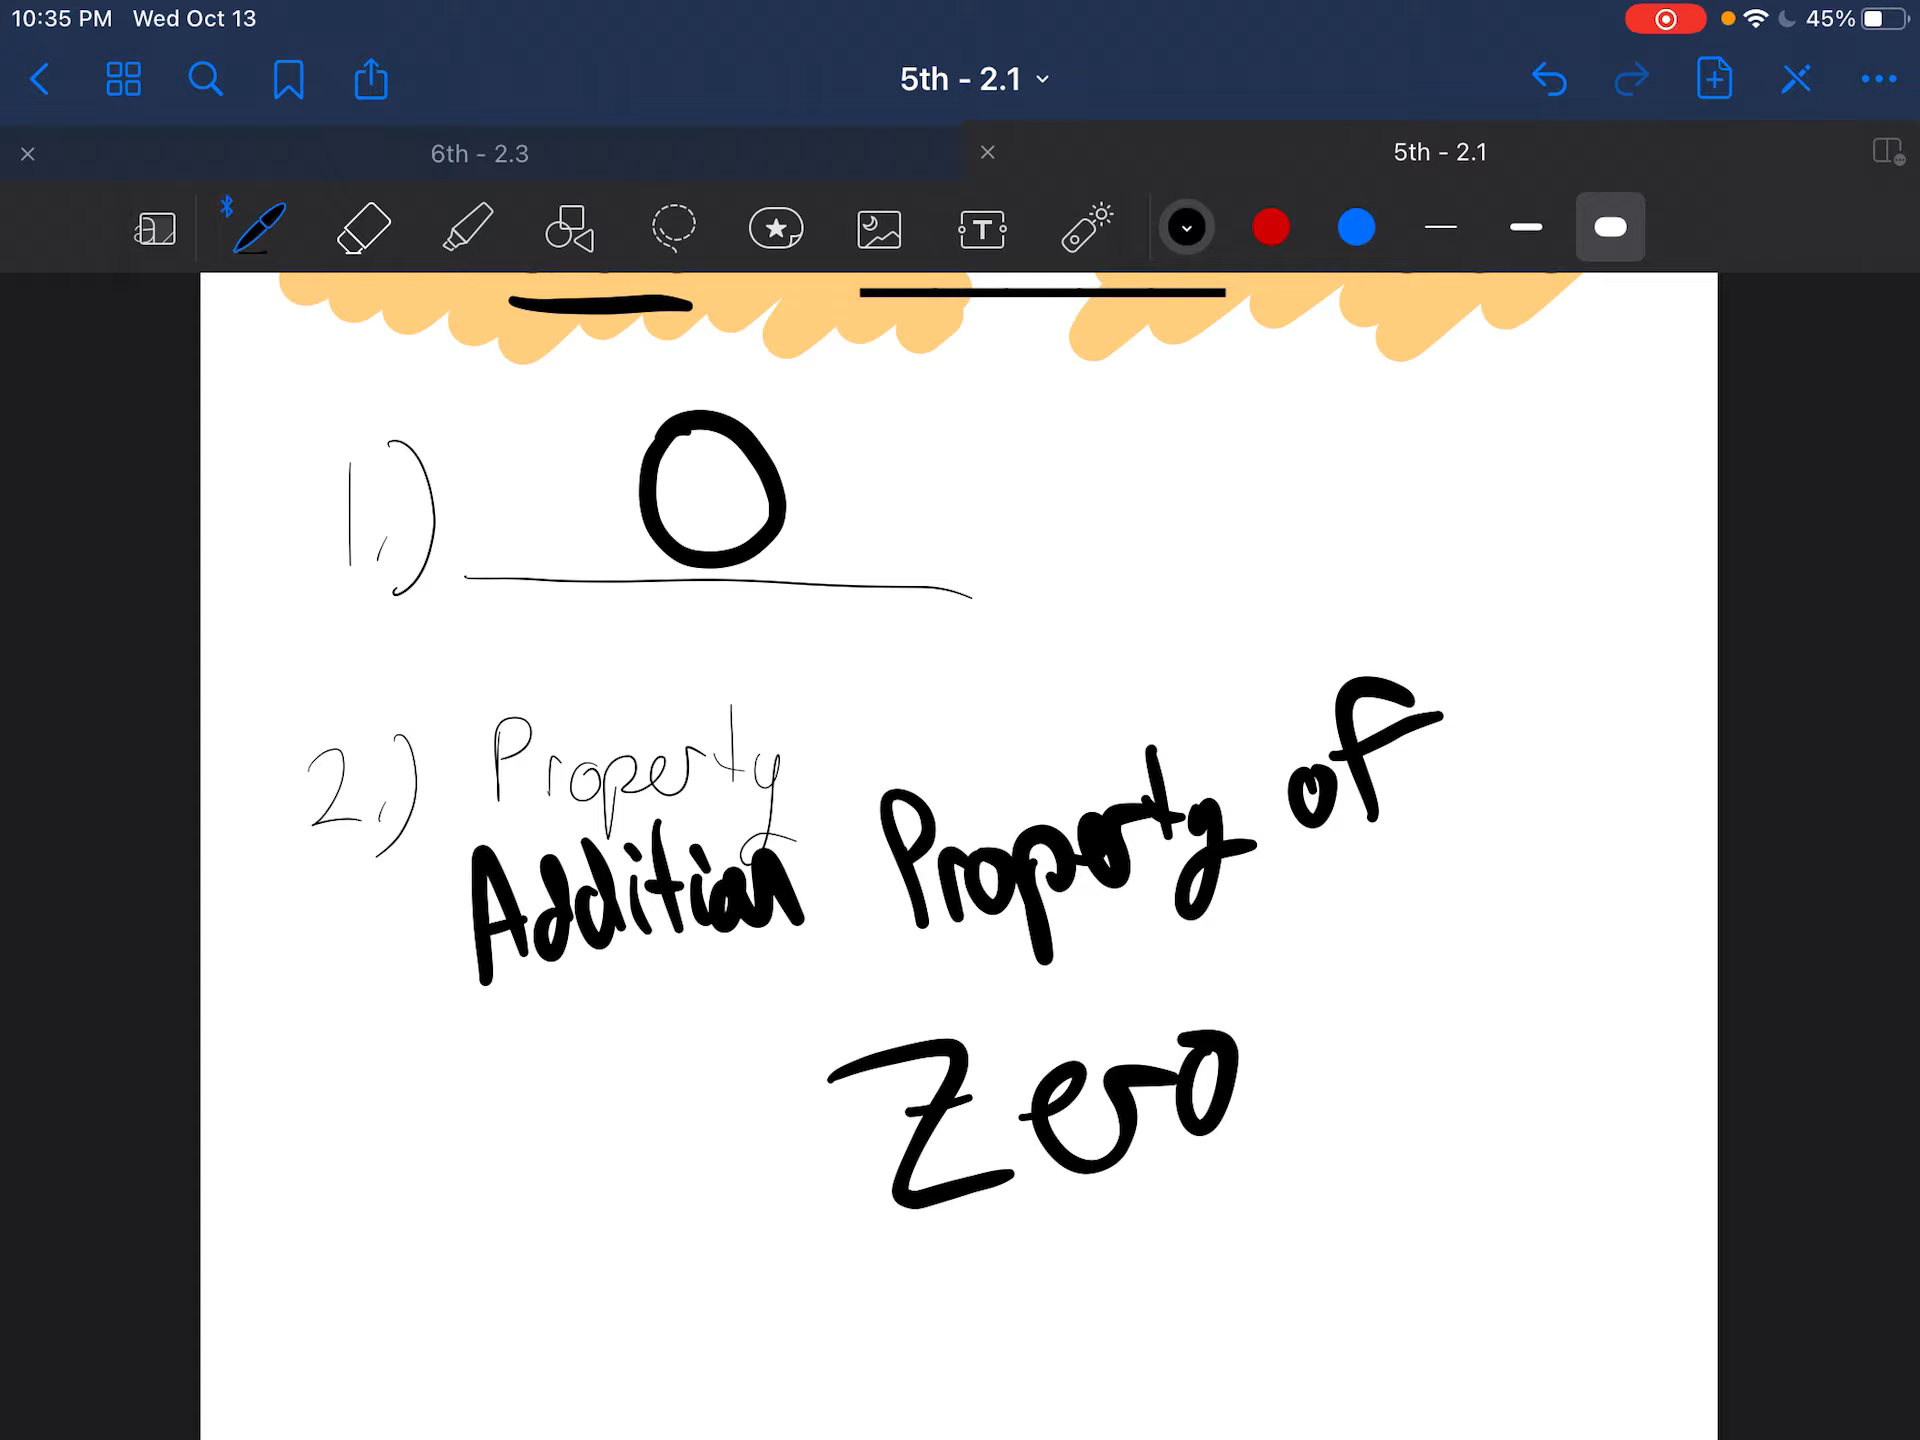 10:35 PM Wed Oct 13
45%
5th - 2.1
6th - 2.3
5th - 2.1
T
1.) 0
2.) Property
Addition Property of
Zero